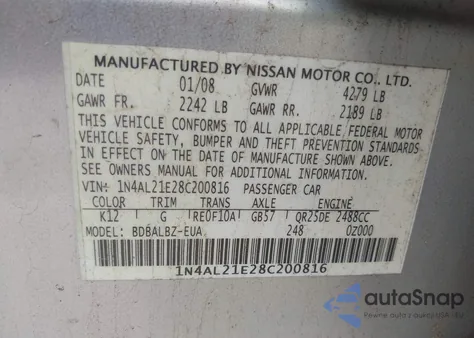 MANUFACTURED BY NISSAN MOTOR CO., LTD.
DATE 01/08 GVWR 4279 LB
GAWR FR. 2242 LB GAWR RR. 2189 LB
THIS VEHICLE CONFORMS TO ALL APPLICABLE FEDERAL MOTOR
VEHICLE SAFETY, BUMPER AND THEFT PREVENTION STANDARDS
IN EFFECT ON THE DATE OF MANUFACTURE SHOWN ABOVE.
SEE OWNERS MANUAL FOR ADDITIONAL INFORMATION.
VIN: 1N4AL21E28C200816 PASSENGER CAR
COLOR TRIM TRANS AXLE ENGINE
K12 G RE0F10A GB57 QR25DE 2488CC
MODEL: BDBALBZ-EUA 248 0Z000
1N4AL21E28C200816
autoSnap